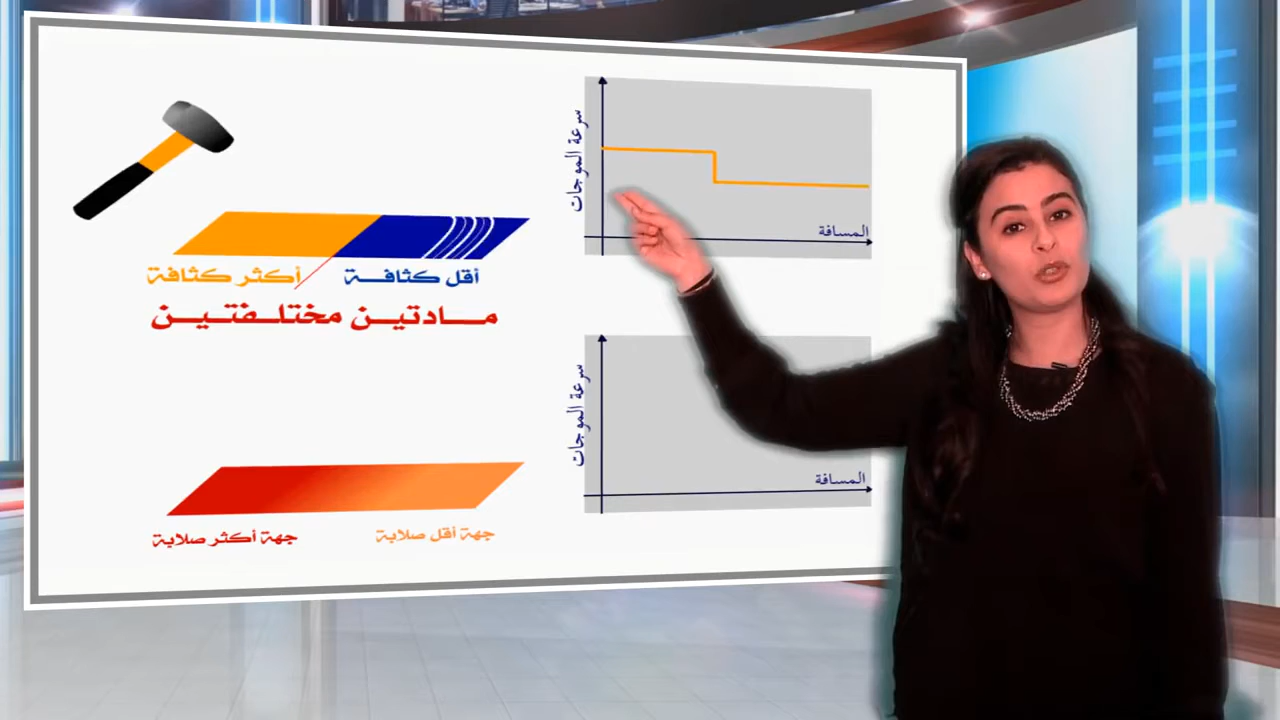 سرعة الموجات
المسافة
أكثر كثافة
أقل كثافة
مادتين مختلفتين
سرعة الموجات
المسافة
جهة أكثر صلابة
جهة أقل صلابة